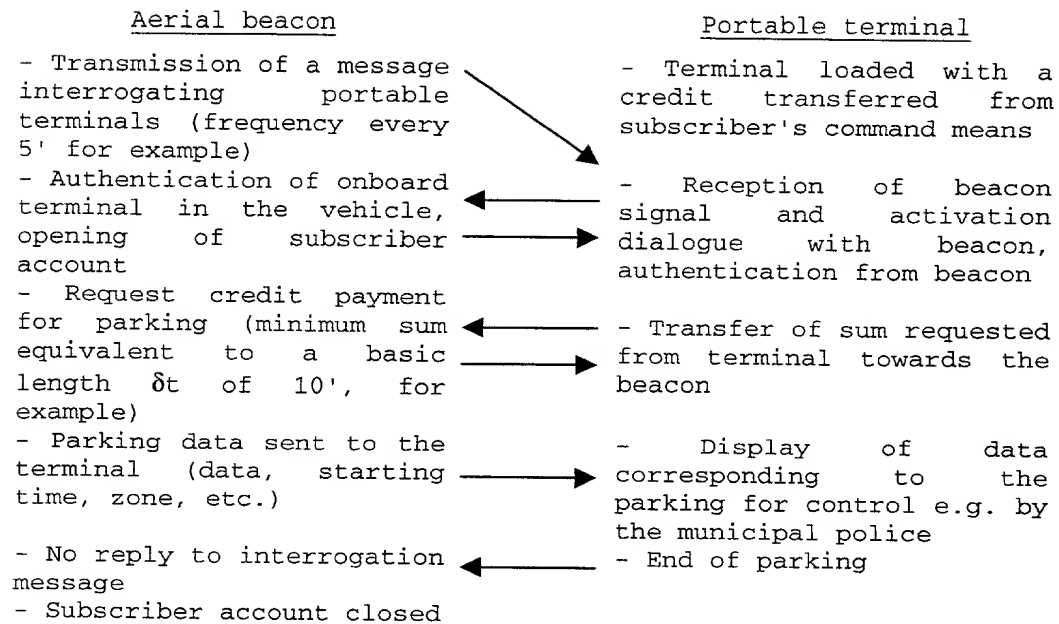 Aerial beacon
- Transmission of a message
interrogating portable
terminals (frequency every
5' for example)
- Authentication of onboard
terminal in the vehicle,
opening of subscriber
account
- Request credit payment
for parking (minimum sum
equivalent to a basic
length δt of 10', for
example)
- Parking data sent to the
terminal (data, starting
time, zone, etc.)
- No reply to interrogation
message
- Subscriber account closed
Portable terminal
- Terminal loaded with a
credit transferred from
subscriber's command means
- Reception of beacon
signal and activation
dialogue with beacon,
authentication from beacon
- Transfer of sum requested
from terminal towards the
beacon
- Display of data
corresponding to the
parking for control e.g. by
the municipal police
- End of parking